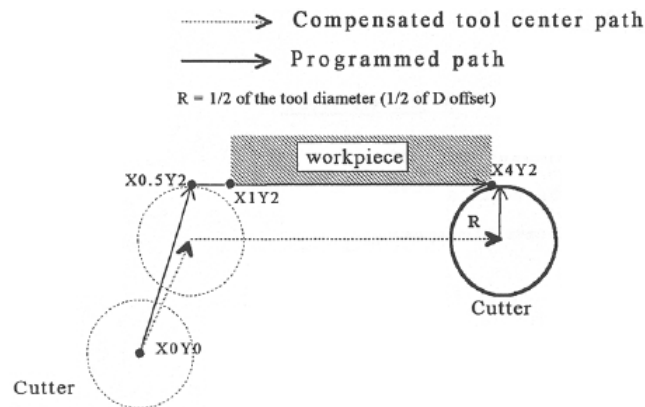 Compensated tool center path
Programmed path
R = 1/2 of the tool diameter (1/2 of D offset)
workpiece
X0.5Y2
X1Y2
X4Y2
R
Cutter
X0Y0
Cutter